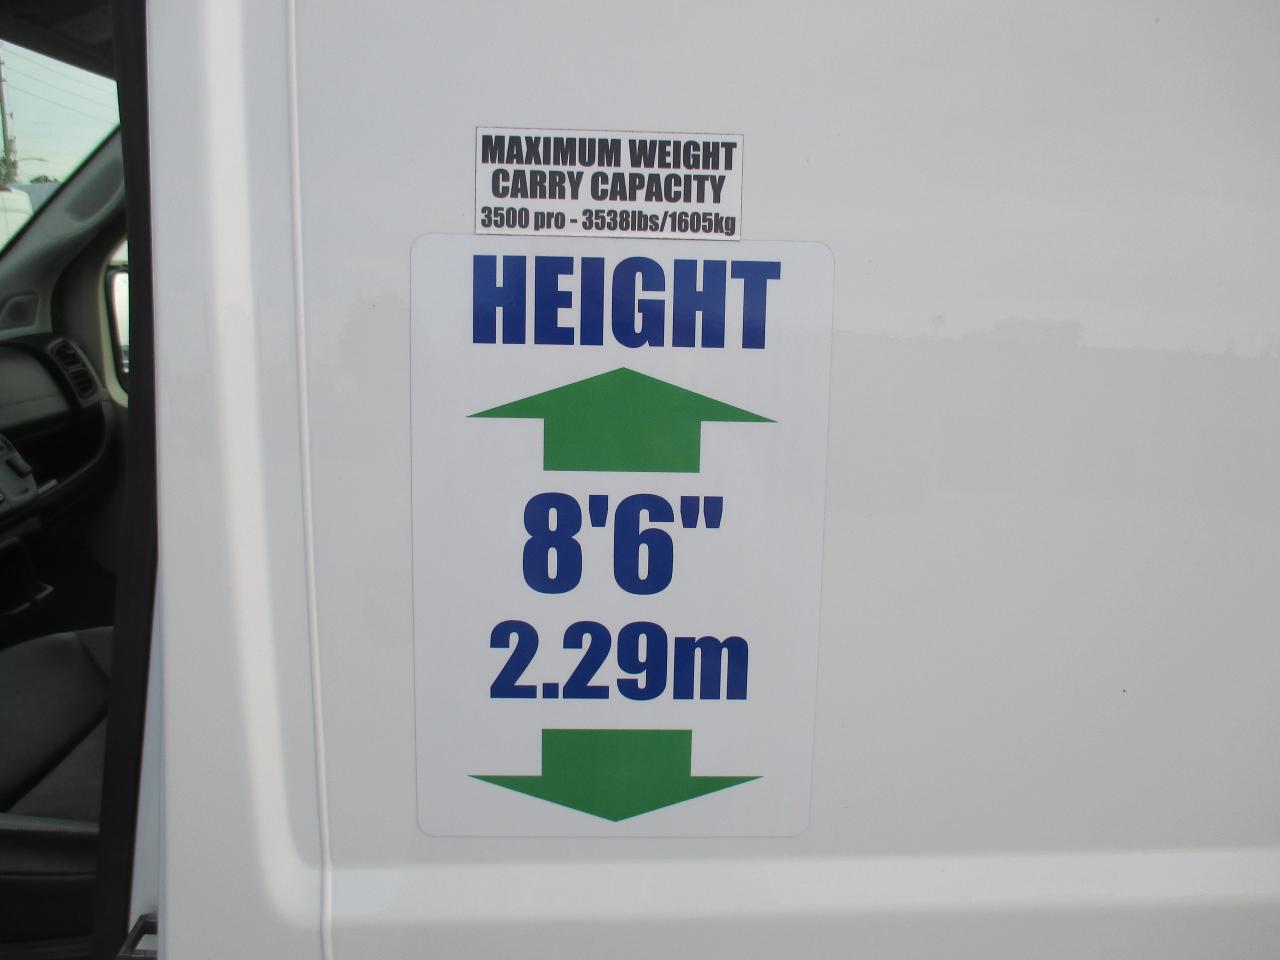 MAXIMUM WEIGHT
CARRY CAPACITY
3500 pro - 3538lbs/1605kg
HEIGHT
8'6"
2.29m